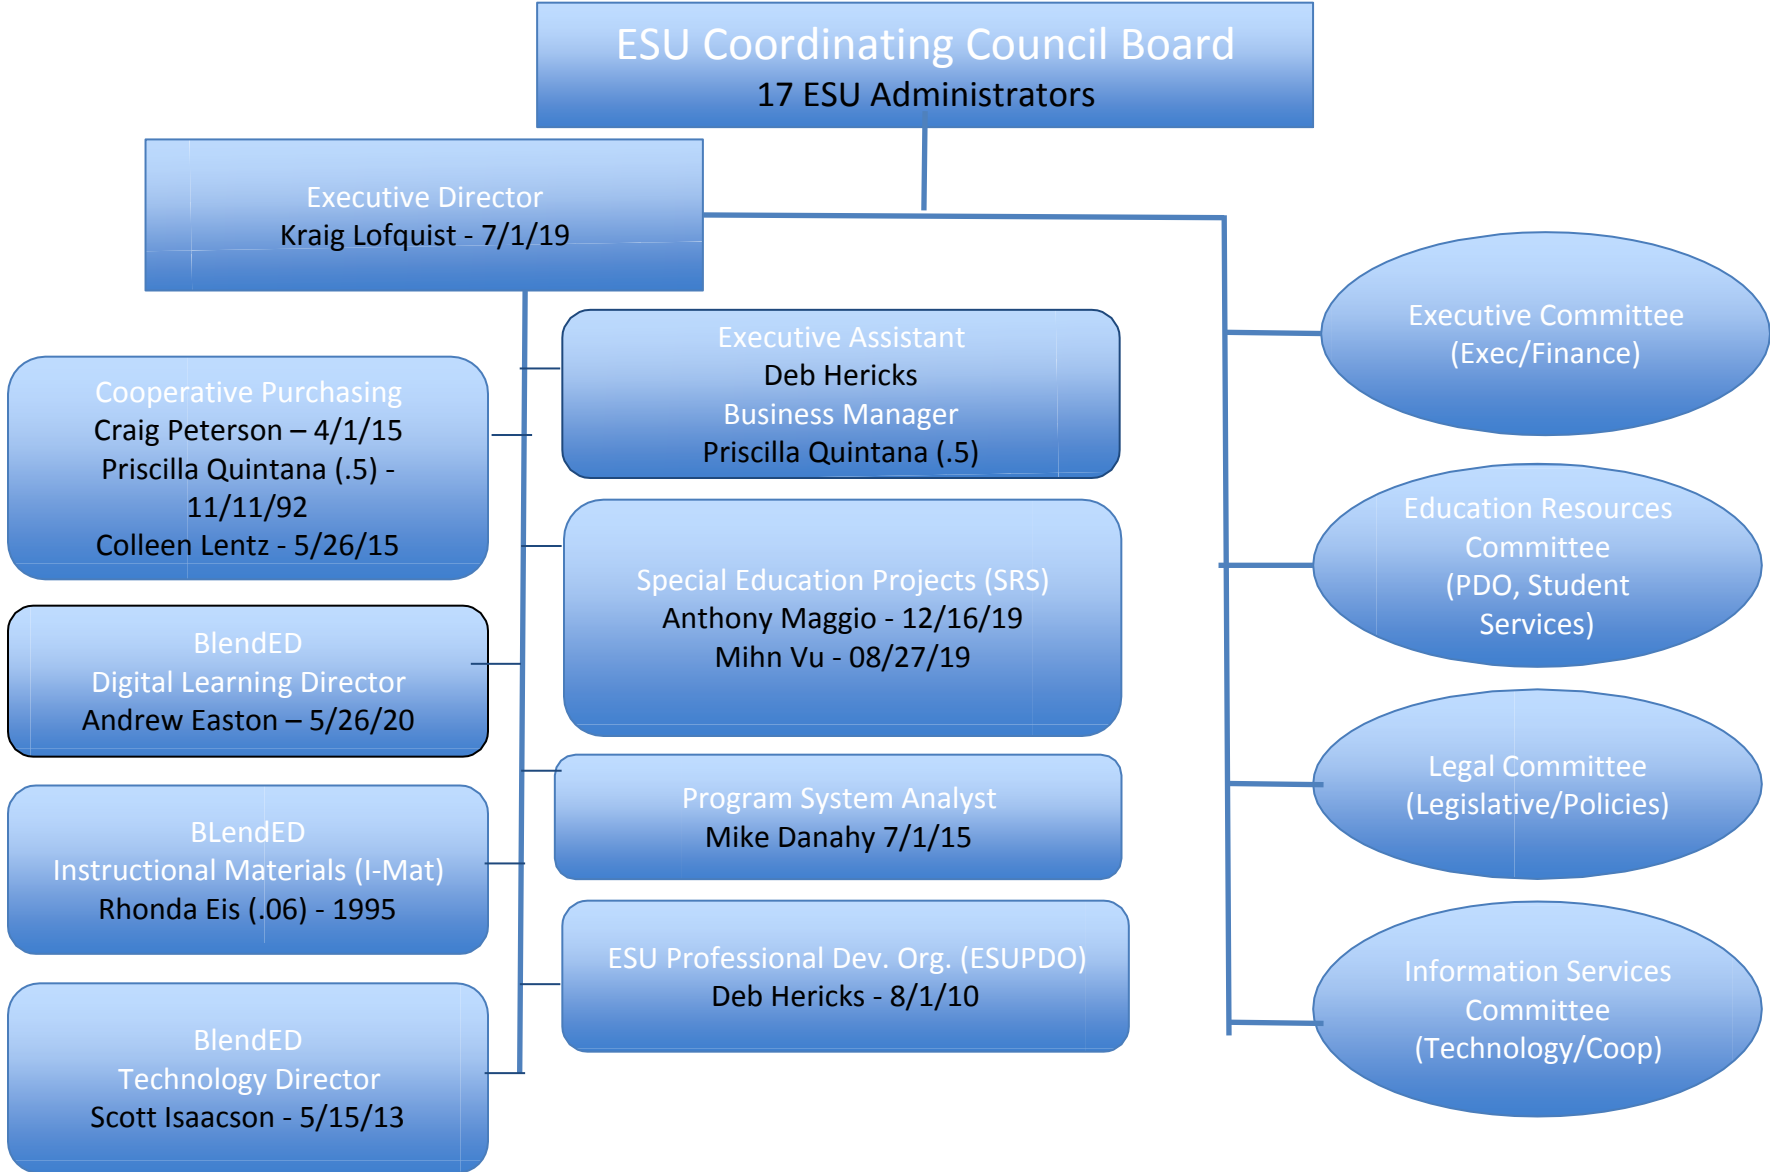 ESU Coordinating Council Board
17 ESU Administrators
Executive Director
Kraig Lofquist - 7/1/19
Executive Assistant
Deb Hericks
Business Manager
Priscilla Quintana (.5)
Cooperative Purchasing
Craig Peterson – 4/1/15
Priscilla Quintana (.5) -
11/11/92
Colleen Lentz - 5/26/15
Special Education Projects (SRS)
Anthony Maggio - 12/16/19
Mihn Vu - 08/27/19
BlendED
Digital Learning Director
Andrew Easton – 5/26/20
Program System Analyst
Mike Danahy 7/1/15
BLendED
Instructional Materials (I-Mat)
Rhonda Eis (.06) - 1995
ESU Professional Dev. Org. (ESUPDO)
Deb Hericks - 8/1/10
BlendED
Technology Director
Scott Isaacson - 5/15/13
Executive Committee
(Exec/Finance)
Education Resources
Committee
(PDO, Student
Services)
Legal Committee
(Legislative/Policies)
Information Services
Committee
(Technology/Coop)